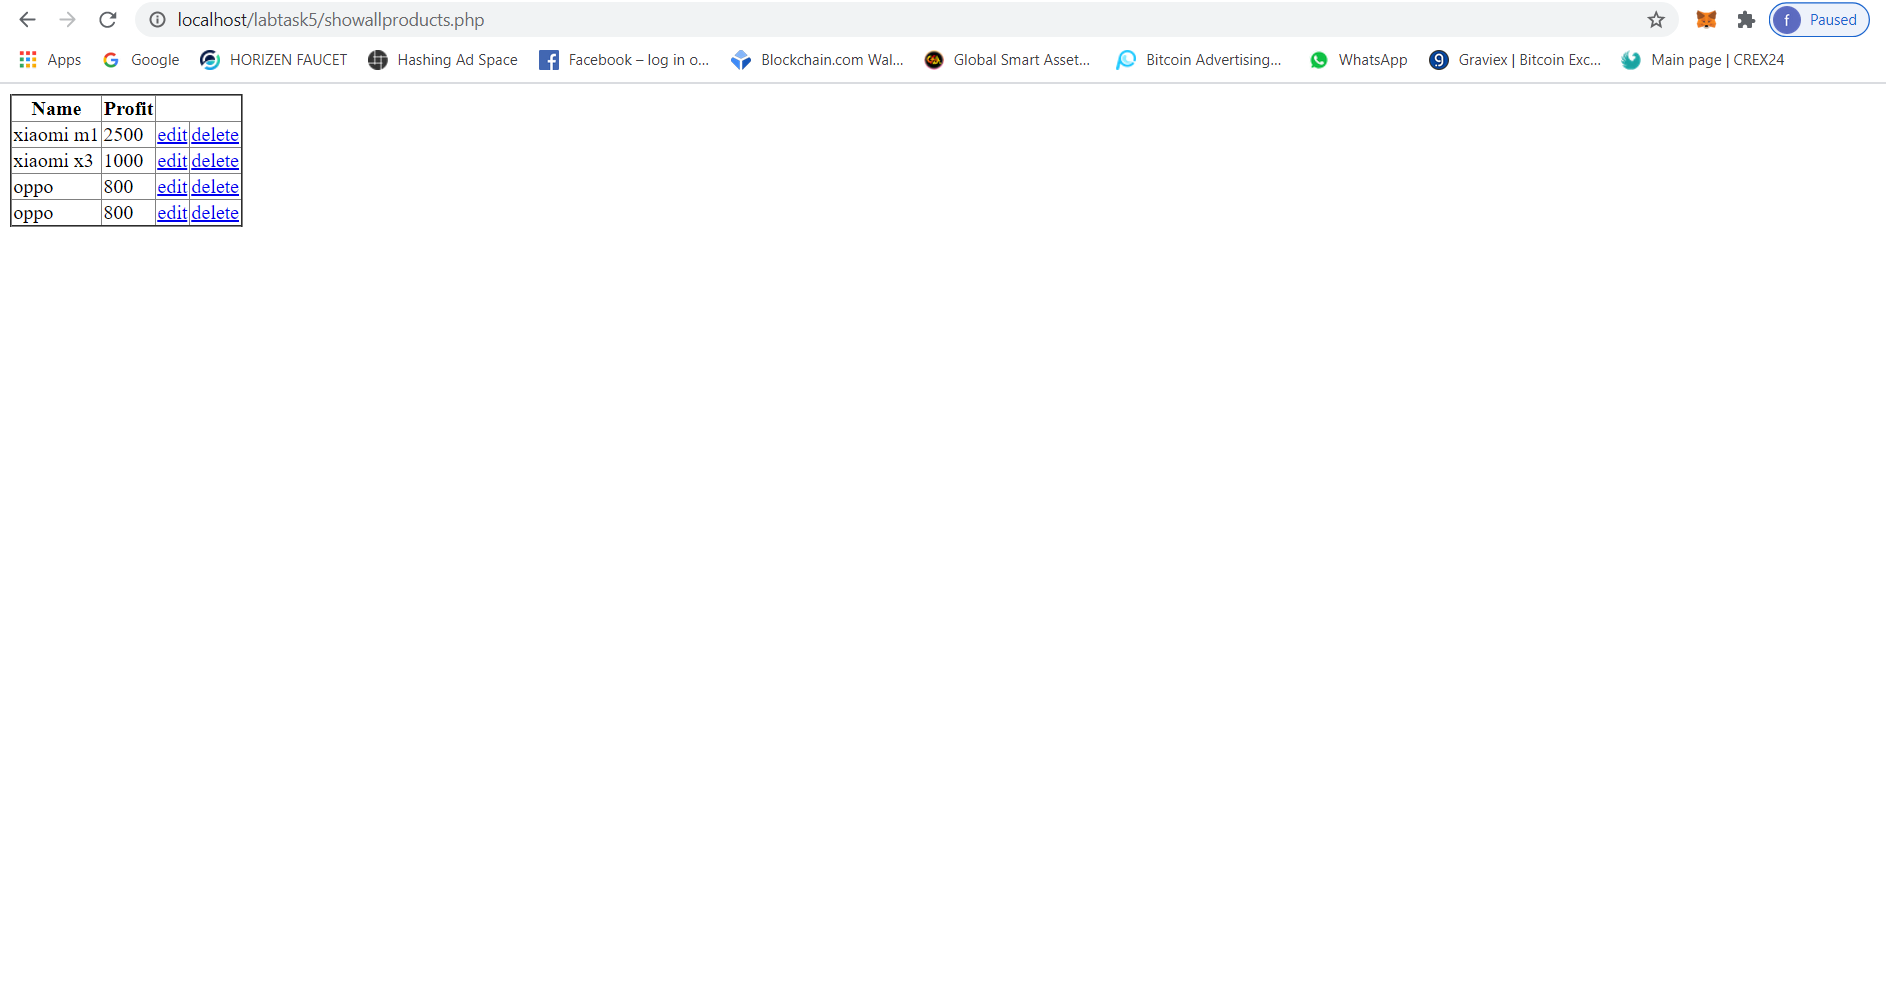 localhost/labtask5/showallproducts.php f Paused
Apps Google HORIZEN FAUCET Hashing Ad Space Facebook – log in o... Blockchain.com Wal... Global Smart Asset... Bitcoin Advertising... WhatsApp 9 Graviex | Bitcoin Exc... Main page | CREX24
Name Profit
xiaomi m1 2500 edit delete
xiaomi x3 1000 edit delete
oppo 800 edit delete
oppo 800 edit delete